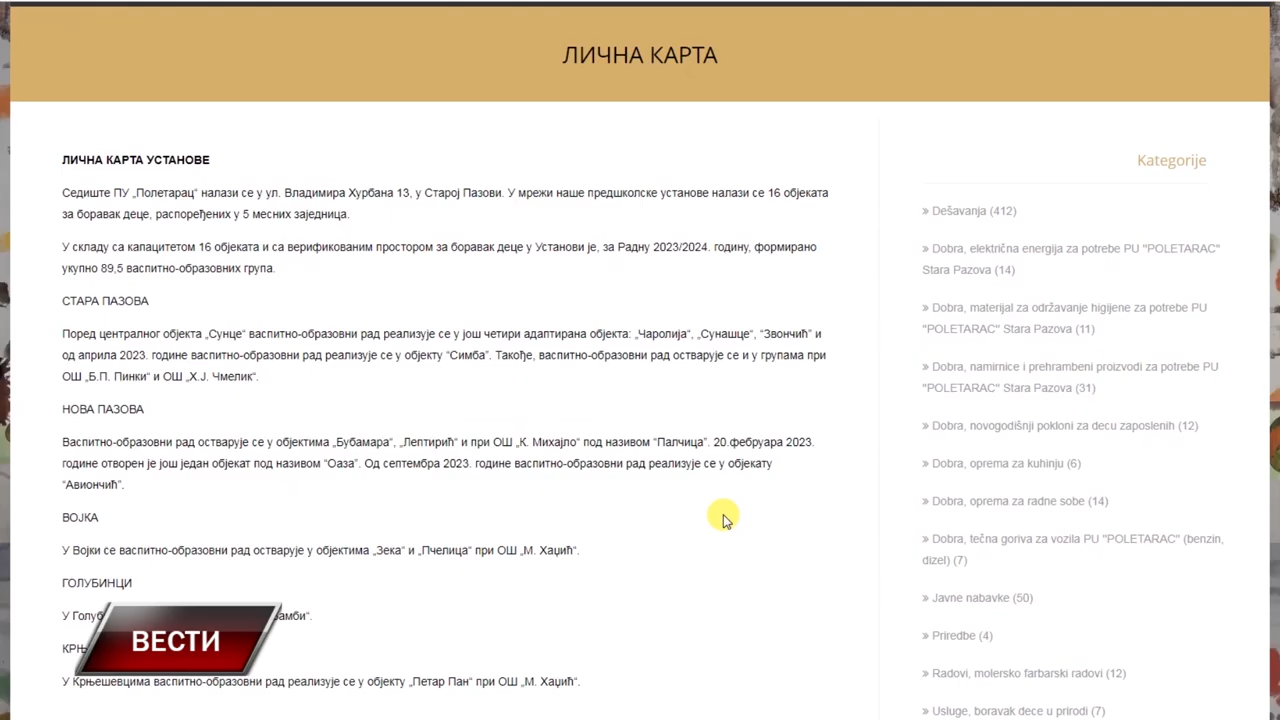 ЛИЧНА КАРТА
ЛИЧНА КАРТА УСТАНОВЕ
Седиште ПУ „Полетарац“ налази се у ул. Владимира Хурбана 13, у Старој Пазови. У мрежи наше предшколске установе налази се 16 објеката
за боравак деце, распоређених у 5 месних заједница.
У складу са капацитетом 16 објеката и са верификованим простором за боравак деце у Установи је, за Радну 2023/2024. годину, формирано
укупно 89,5 васпитно-образовних група.
СТАРА ПАЗОВА
Поред централног објекта „Сунце“ васпитно-образовни рад реализује се у још четири адаптирана објекта: „Чаролија“, „Сунашце“, “Звончић” и
од априла 2023. године васпитно-образовни рад реализује се у објекту “Симба”. Такође, васпитно-образовни рад остварује се и у групама при
ОШ „Б.П. Пинки“ и ОШ „Х.Ј. Чмелик“.
НОВА ПАЗОВА
Васпитно-образовни рад остварује се у објектима „Бубамара“, „Лептирић“ и при ОШ „К. Михајло“ под називом “Палчица”. 20.фебруара 2023.
године отворен је још један објекат под називом “Оаза”. Од септембра 2023. године васпитно-образовни рад реализује се у објекату
“Авиончић”.
ВОЈКА
У Војки се васпитно-образовни рад остварује у објектима „Зека“ и „Пчелица“ при ОШ „М. Хаџић“.
ГОЛУБИНЦИ
У
ВЕСТИ
У Крњешевцима васпитно-образовни рад реализује се у објекту „Петар Пан“ при ОШ „М. Хаџић“.
Kategorije
» Dešavanja (412)
» Dobra, električna energija za potrebe PU "POLETARAC"
Stara Pazova (14)
» Dobra, materijal za održavanje higijene za potrebe PU
"POLETARAC" Stara Pazova (11)
» Dobra, namirnice i prehrambeni proizvodi za potrebe PU
"POLETARAC" Stara Pazova (31)
» Dobra, novogodišnji pokloni za decu zaposlenih (12)
» Dobra, oprema za kuhinju (6)
» Dobra, oprema za radne sobe (14)
» Dobra, tečna goriva za vozila PU "POLETARAC" (benzin,
dizel) (7)
» Javne nabavke (50)
» Priredbe (4)
» Radovi, molersko farbarski radovi (12)
» Usluge, boravak dece u prirodi (7)